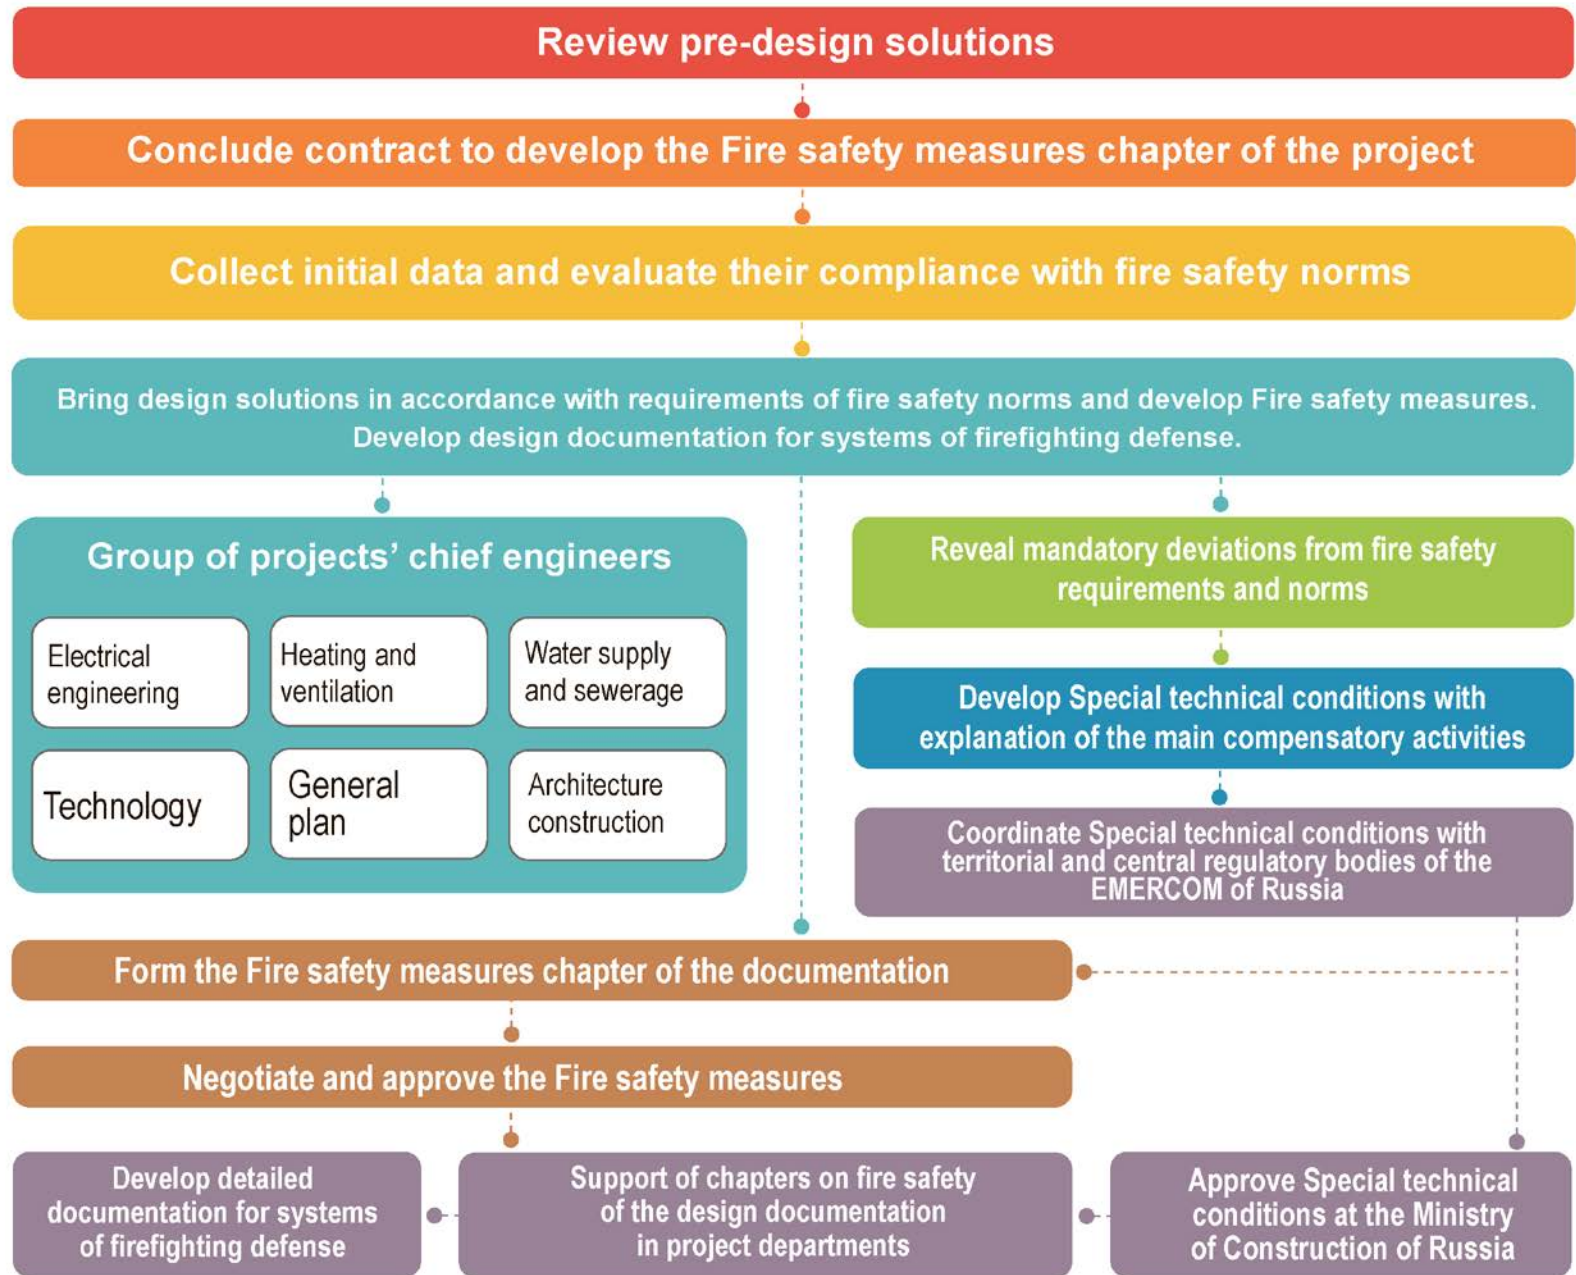 Review pre-design solutions
Conclude contract to develop the Fire safety measures chapter of the project
Collect initial data and evaluate their compliance with fire safety norms
Bring design solutions in accordance with requirements of fire safety norms and develop Fire safety measures.
Develop design documentation for systems of firefighting defense.
Group of projects’ chief engineers
Electrical
engineering
Heating and
ventilation
Water supply
and sewerage
Technology
General
plan
Architecture
construction
Reveal mandatory deviations from fire safety
requirements and norms
Develop Special technical conditions with
explanation of the main compensatory activities
Coordinate Special technical conditions with
territorial and central regulatory bodies of the
EMERCOM of Russia
Form the Fire safety measures chapter of the documentation
Negotiate and approve the Fire safety measures
Develop detailed
documentation for systems
of firefighting defense
Support of chapters on fire safety
of the design documentation
in project departments
Approve Special technical
conditions at the Ministry
of Construction of Russia